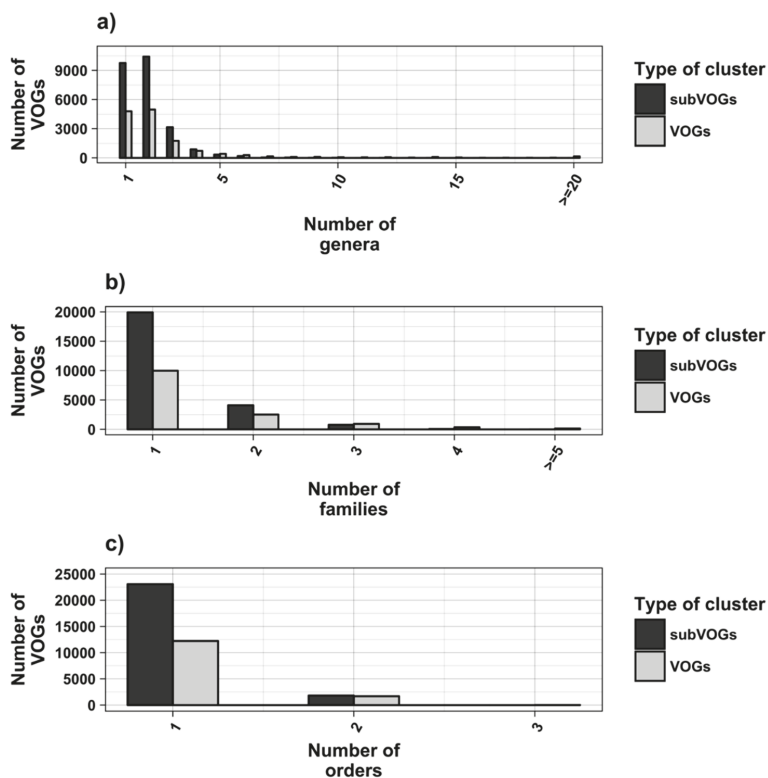 a)
Number of
VOGs
9000
6000
3000
0
1
5
10
15
>=20
Number of
genera
Type of cluster
subVOGs
VOGs
b)
Number of
VOGs
20000
15000
10000
5000
0
1
2
3
4
>=5
Number of
families
Type of cluster
subVOGs
VOGs
c)
Number of
VOGs
25000
20000
15000
10000
5000
0
1
2
3
Number of
orders
Type of cluster
subVOGs
VOGs